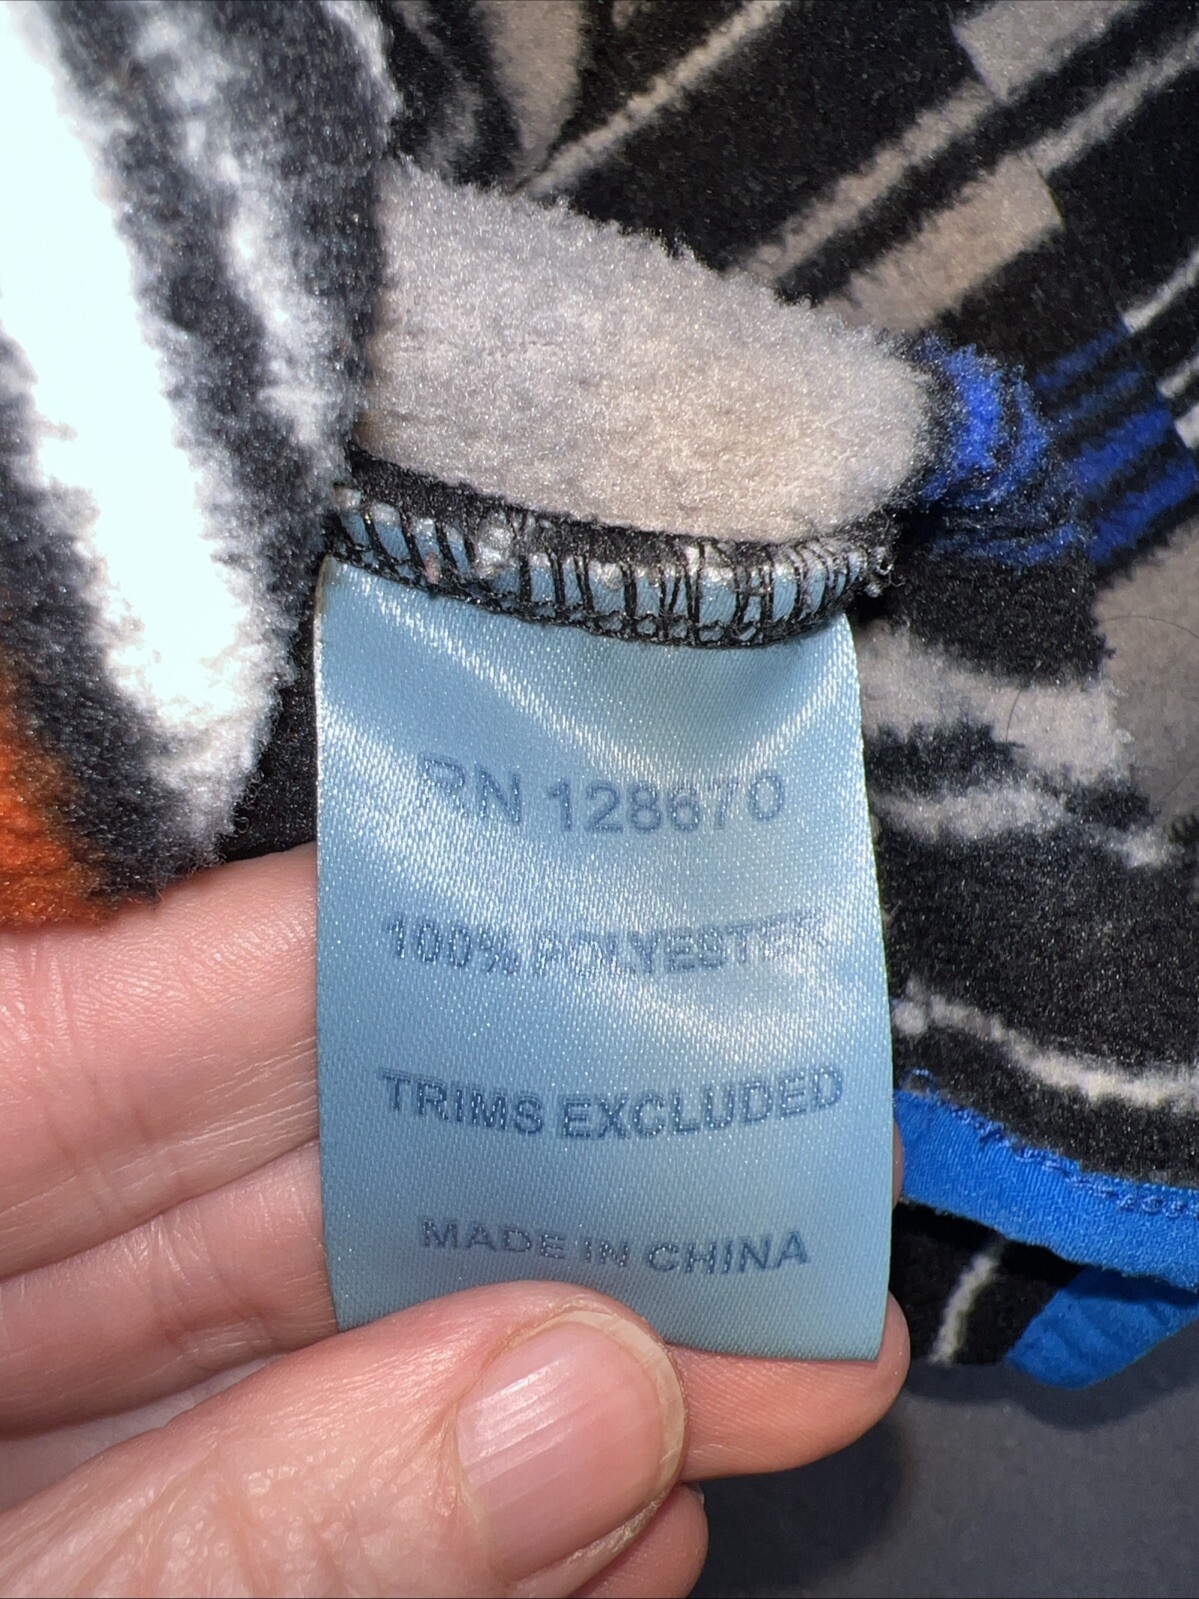 RN 128670
100% POLYESTER
TRIMS EXCLUDED
MADE IN CHINA